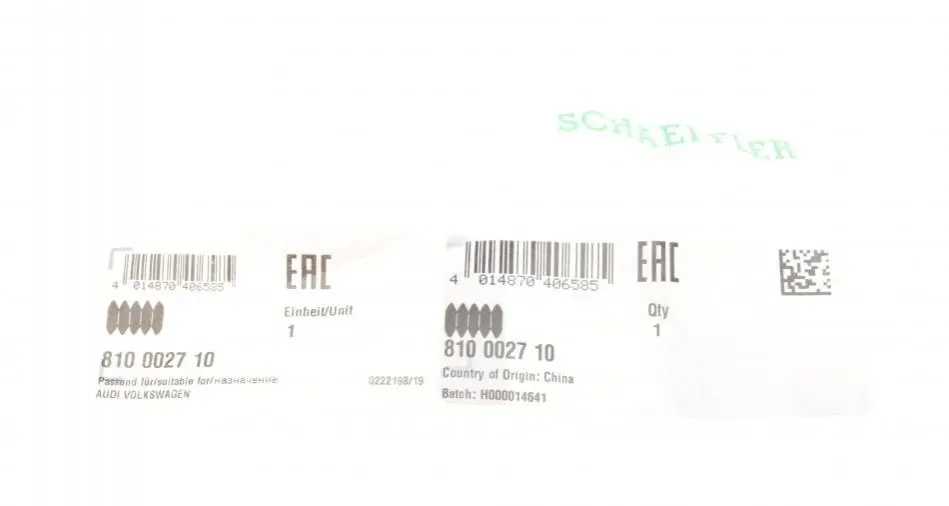 SCHAEFFLER
4 014870 406585
EAC
Einheit/Unit
1
810 0027 10
Passend für/suitable for/назначение
AUDI VOLKSWAGEN
G222198/19
4 014870 406585
EAC
Qty
1
810 0027 10
Country of Origin: China
Batch: H000014641